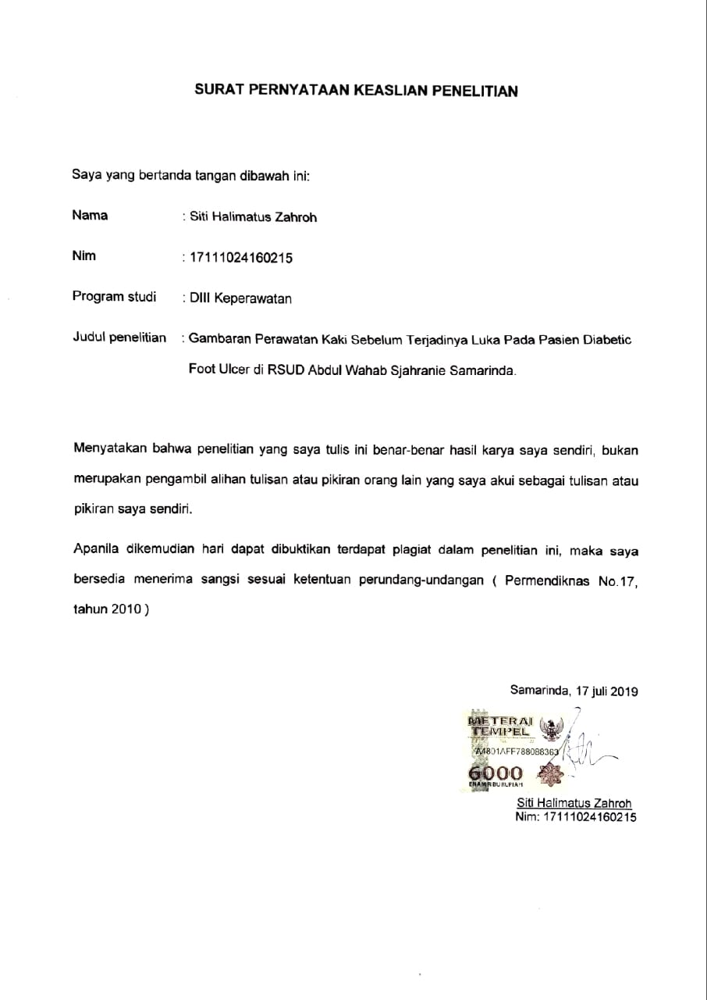 SURAT PERNYATAAN KEASLIAN PENELITIAN
Saya yang bertanda tangan dibawah ini:
Nama : Siti Halimatus Zahroh
Nim : 17111024160215
Program studi : DIII Keperawatan
Judul penelitian : Gambaran Perawatan Kaki Sebelum Terjadinya Luka Pada Pasien Diabetic
Foot Ulcer di RSUD Abdul Wahab Sjahranie Samarinda.
Menyatakan bahwa penelitian yang saya tulis ini benar-benar hasil karya saya sendiri, bukan
merupakan pengambil alihan tulisan atau pikiran orang lain yang saya akui sebagai tulisan atau
pikiran saya sendiri.
Apanila dikemudian hari dapat dibuktikan terdapat plagiat dalam penelitian ini, maka saya
bersedia menerima sangsi sesuai ketentuan perundang-undangan ( Permendiknas No.17,
tahun 2010 )
Samarinda, 17 juli 2019
METERAI
TEMPEL
6000
ENAM RIBU RUPIAH
Siti Halimatus Zahroh
Nim: 17111024160215